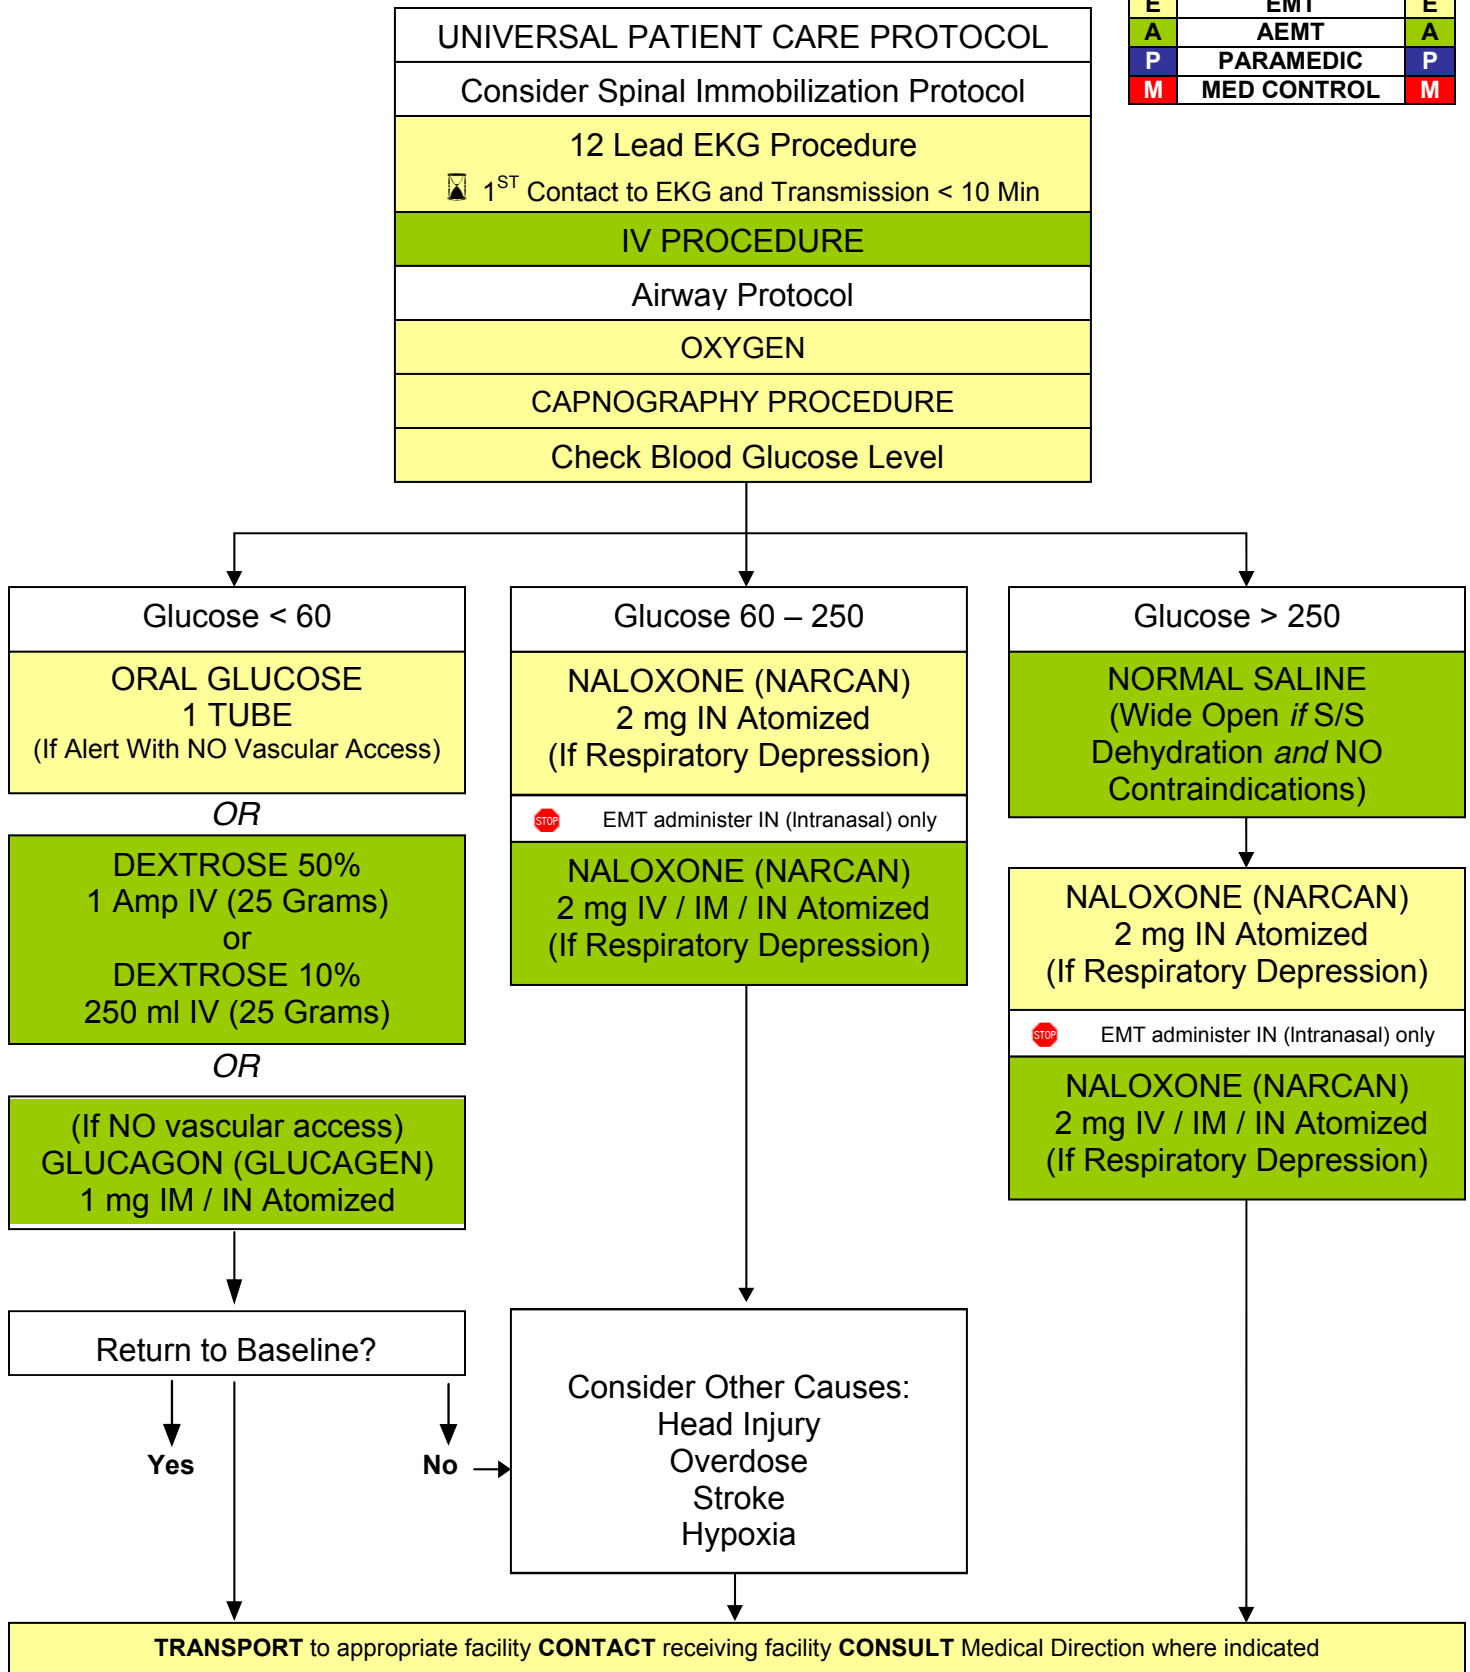 E EMT E
A AEMT A
P PARAMEDIC P
M MED CONTROL M
UNIVERSAL PATIENT CARE PROTOCOL
Consider Spinal Immobilization Protocol
12 Lead EKG Procedure
1ST Contact to EKG and Transmission < 10 Min
IV PROCEDURE
Airway Protocol
OXYGEN
CAPNOGRAPHY PROCEDURE
Check Blood Glucose Level
Glucose < 60
ORAL GLUCOSE
1 TUBE
(If Alert With NO Vascular Access)
OR
DEXTROSE 50%
1 Amp IV (25 Grams)
or
DEXTROSE 10%
250 ml IV (25 Grams)
OR
(If NO vascular access)
GLUCAGON (GLUCAGEN)
1 mg IM / IN Atomized
Return to Baseline?
Yes
No
Glucose 60 – 250
NALOXONE (NARCAN)
2 mg IN Atomized
(If Respiratory Depression)
STOP EMT administer IN (Intranasal) only
NALOXONE (NARCAN)
2 mg IV / IM / IN Atomized
(If Respiratory Depression)
Consider Other Causes:
Head Injury
Overdose
Stroke
Hypoxia
Glucose > 250
NORMAL SALINE
(Wide Open if S/S
Dehydration and NO
Contraindications)
NALOXONE (NARCAN)
2 mg IN Atomized
(If Respiratory Depression)
STOP EMT administer IN (Intranasal) only
NALOXONE (NARCAN)
2 mg IV / IM / IN Atomized
(If Respiratory Depression)
TRANSPORT to appropriate facility CONTACT receiving facility CONSULT Medical Direction where indicated